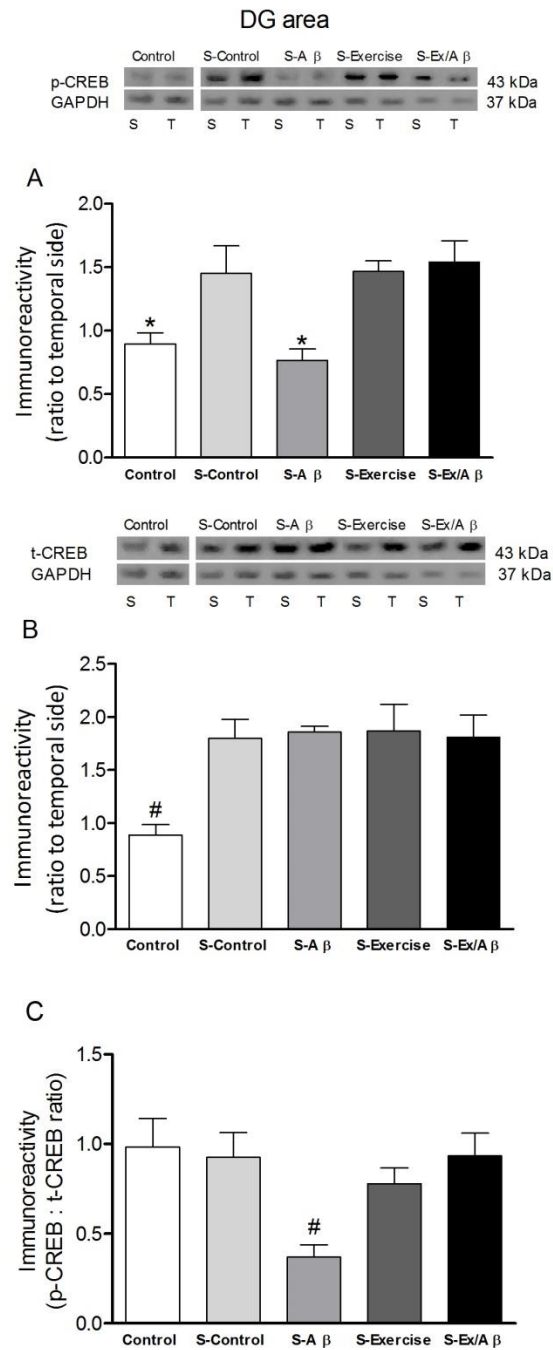 DG area
Control S-Control S-A β S-Exercise S-Ex/A β
p-CREB 43 kDa
GAPDH 37 kDa
S T S T S T S T S T
A
Immunoreactivity
(ratio to temporal side)
2.0
1.5
1.0
0.5
0.0
* *
Control S-Control S-A β S-Exercise S-Ex/A β
Control S-Control S-A β S-Exercise S-Ex/A β
t-CREB 43 kDa
GAPDH 37 kDa
S T S T S T S T S T
B
Immunoreactivity
(ratio to temporal side)
2.5
2.0
1.5
1.0
0.5
0.0
#
Control S-Control S-A β S-Exercise S-Ex/A β
C
Immunoreactivity
(p-CREB : t-CREB ratio)
1.5
1.0
0.5
0.0
#
Control S-Control S-A β S-Exercise S-Ex/A β